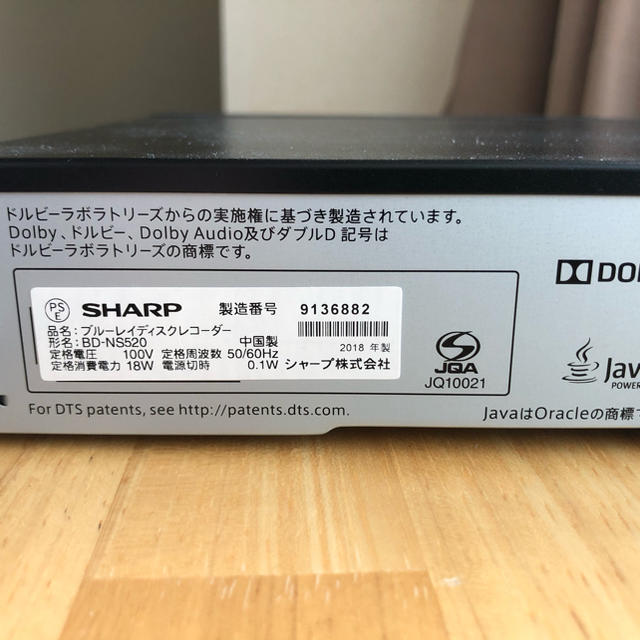 ドルビーラボラトリーズからの実施権に基づき製造されています。
Dolby、ドルビー、Dolby Audio及びダブルD 記号は
ドルビーラボラトリーズの商標です。
PS
E
SHARP 製造番号 9136882
品名：ブルーレイディスクレコーダー
形名：BD-NS520 中国製 2018 年製
定格電圧 100V 定格周波数 50/60Hz
定格消費電力 18W 電源切時 0.1W シャープ株式会社
JQA
JQ10021
Java
POWER
For DTS patents, see http://patents.dts.com.
JavaはOracleの商標